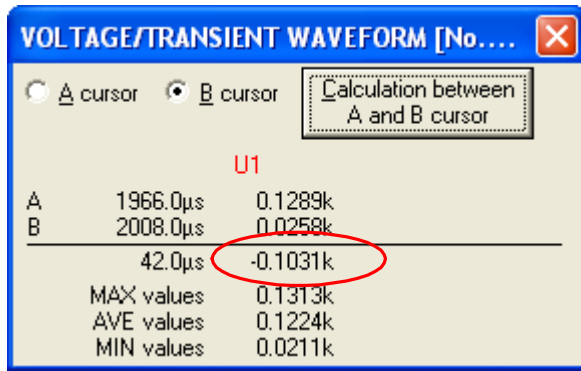 VOLTAGE/TRANSIENT WAVEFORM [No....
A cursor B cursor Calculation between
A and B cursor
U1
A 1966.0µs 0.1289k
B 2008.0µs 0.0258k
42.0µs -0.1031k
MAX values 0.1313k
AVE values 0.1224k
MIN values 0.0211k